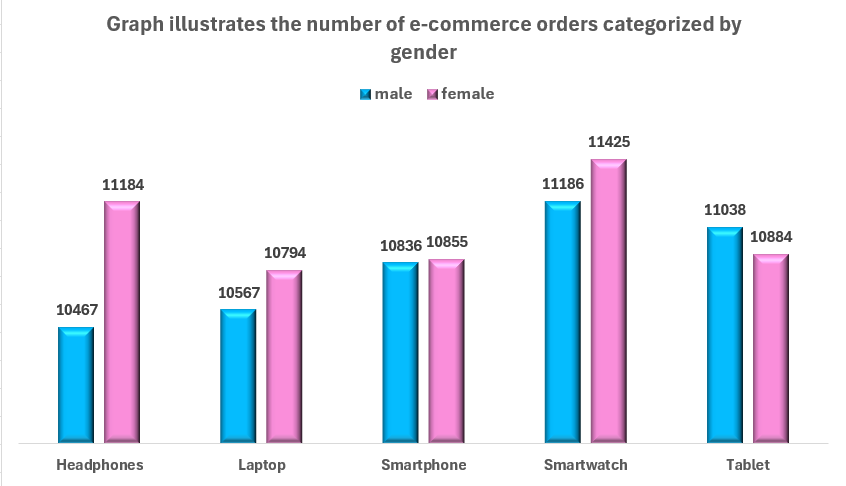 Graph illustrates the number of e-commerce orders categorized by
gender
male female
11425
11184 11186
11038
10836 10855 10884
10794
10567
10467
Headphones Laptop Smartphone Smartwatch Tablet